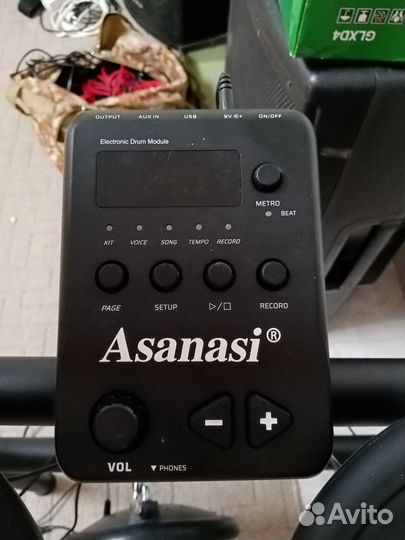 GLXD4
OUTPUT AUX IN USB 9V ON/OFF
Electronic Drum Module
METRO
BEAT
KIT VOICE SONG TEMPO RECORD
PAGE SETUP ▷/□ RECORD
Asanasi®
- +
VOL ▼ PHONES
Avito